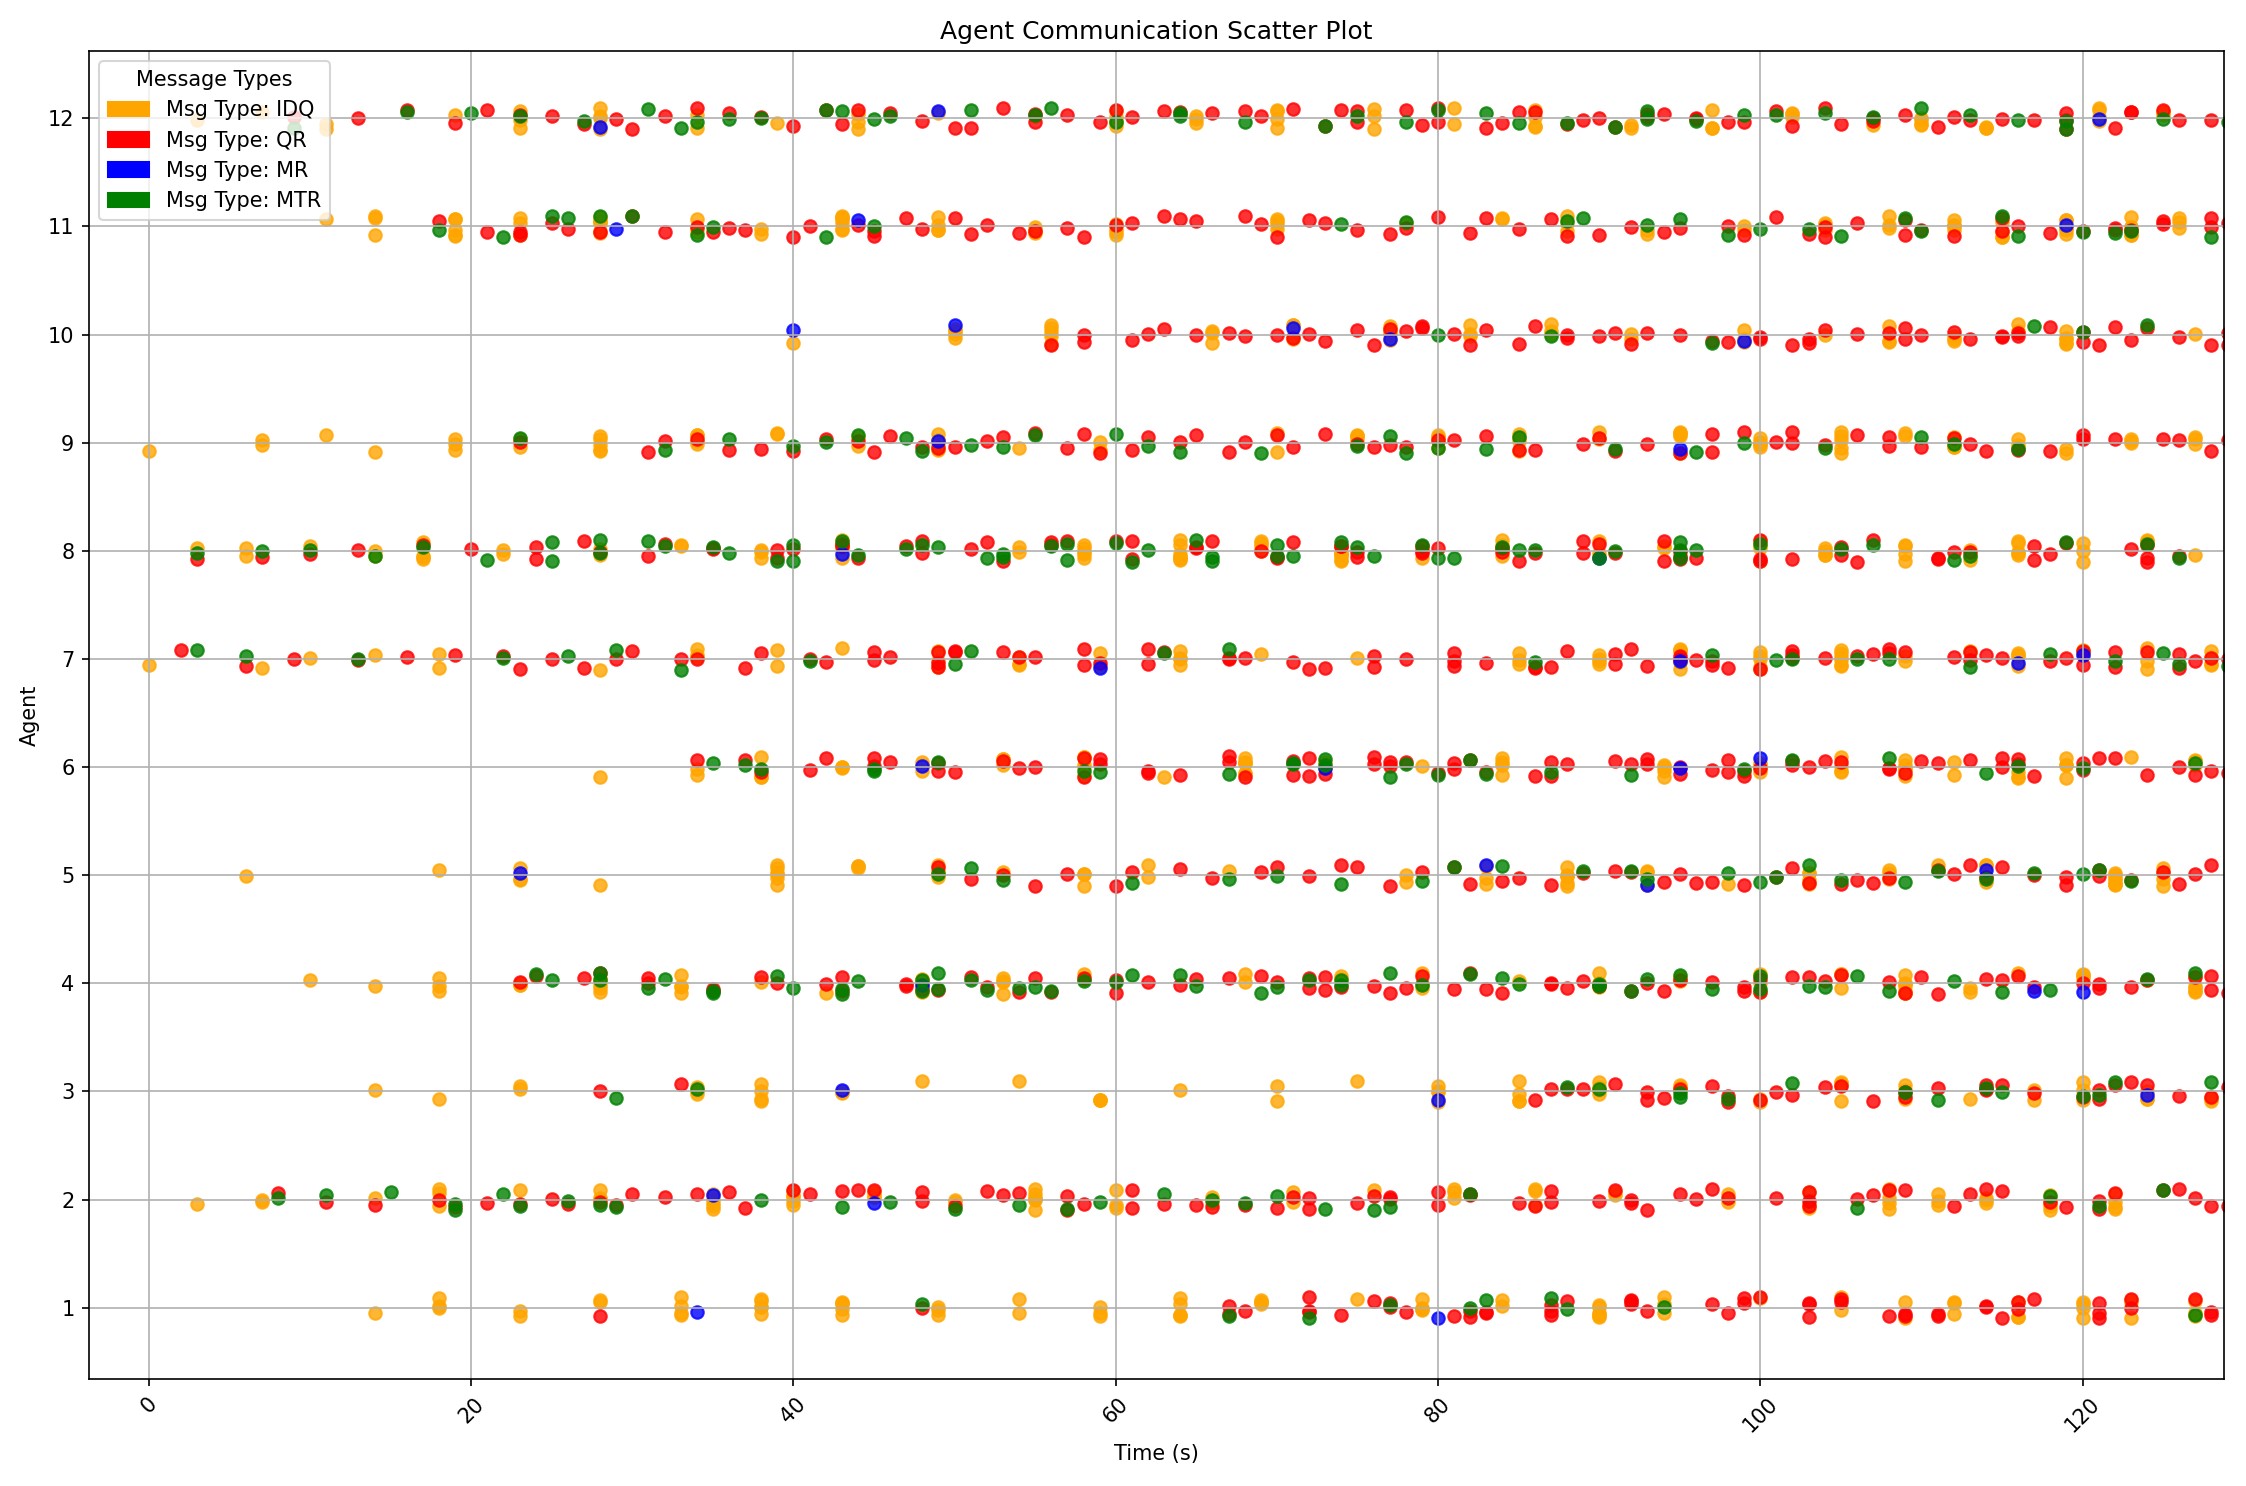 Agent Communication Scatter Plot
Message Types
Msg Type: IDQ
Msg Type: QR
Msg Type: MR
Msg Type: MTR
Agent
12
11
10
9
8
7
6
5
4
3
2
1
0
20
40
60
80
100
120
Time (s)